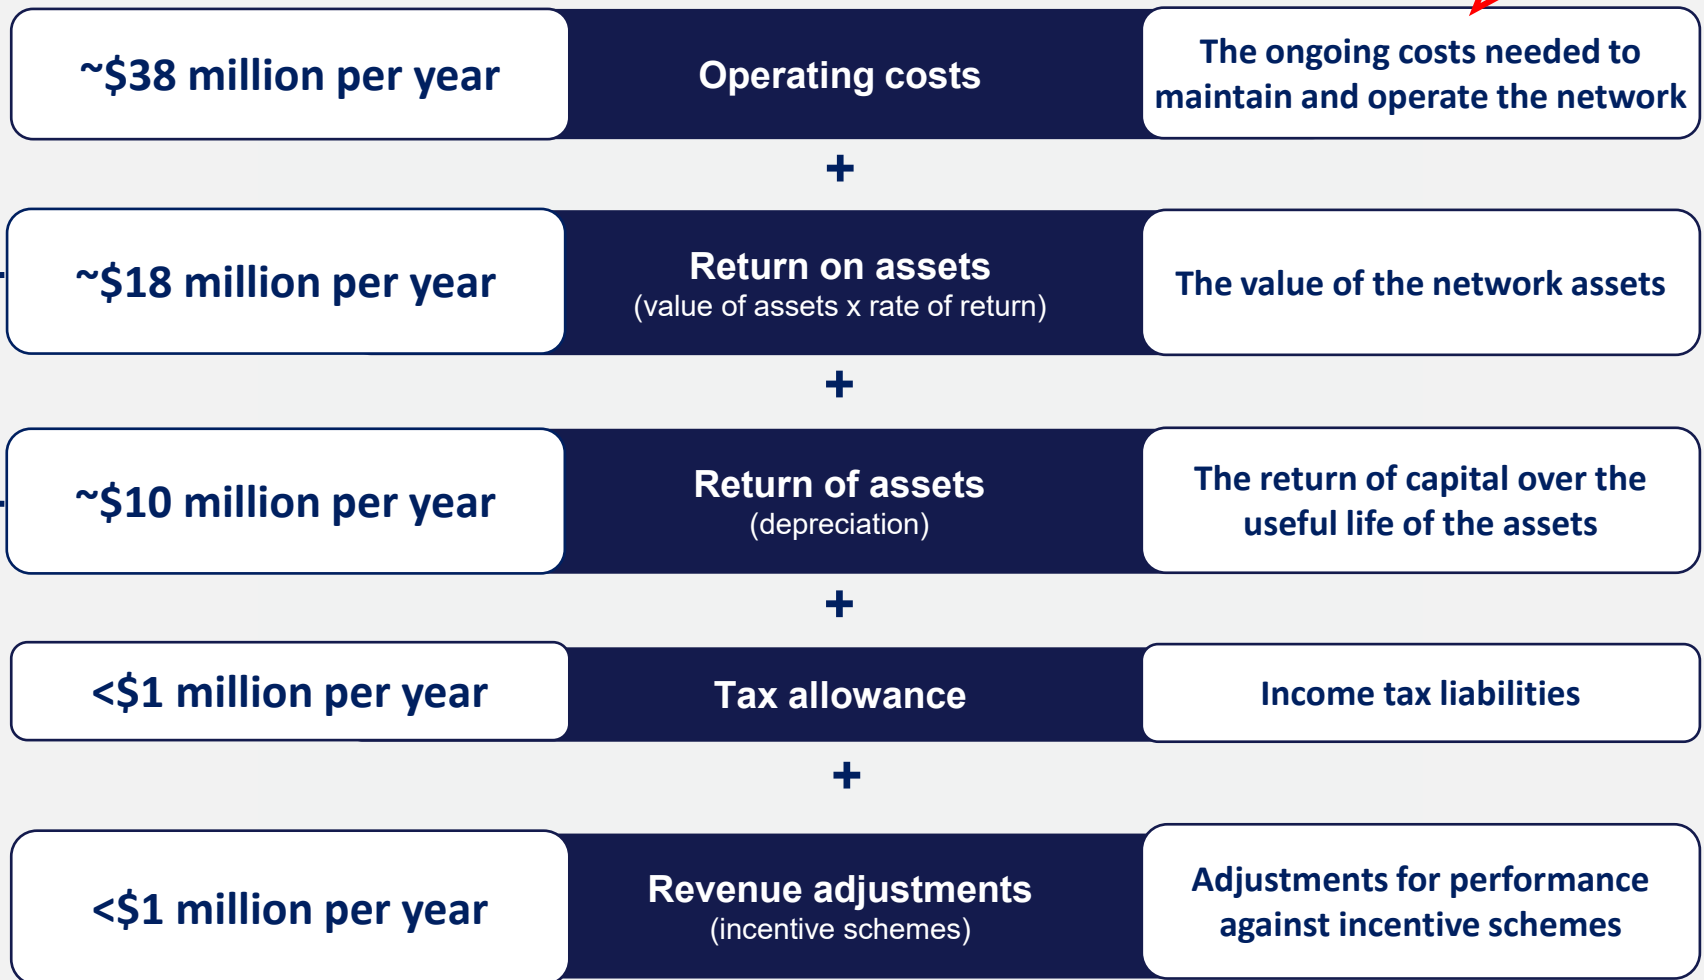 ~$38 million per year
Operating costs
The ongoing costs needed to
maintain and operate the network
+
~$18 million per year
Return on assets
(value of assets x rate of return)
The value of the network assets
+
~$10 million per year
Return of assets
(depreciation)
The return of capital over the
useful life of the assets
+
<$1 million per year
Tax allowance
Income tax liabilities
+
<$1 million per year
Revenue adjustments
(incentive schemes)
Adjustments for performance
against incentive schemes